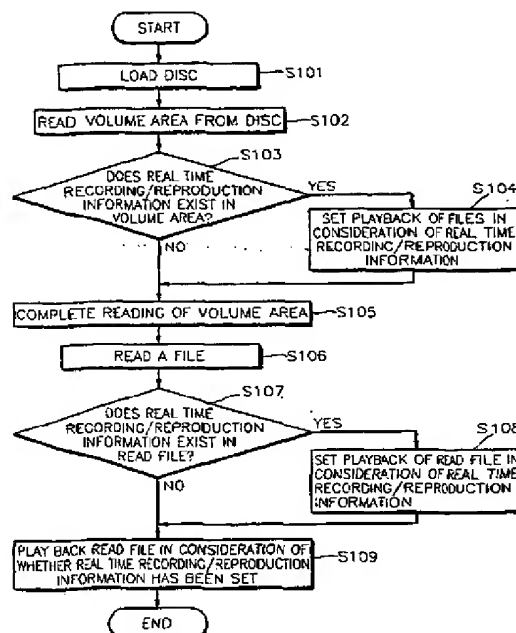 START
LOAD DISC
S101
READ VOLUME AREA FROM DISC
S102
S103
DOES REAL TIME
RECORDING/REPRODUCTION
INFORMATION EXIST IN
VOLUME AREA?
YES
S104
SET PLAYBACK OF FILES IN
CONSIDERATION OF REAL TIME
RECORDING/REPRODUCTION
INFORMATION
NO
COMPLETE READING OF VOLUME AREA
S105
READ A FILE
S106
S107
DOES REAL TIME
RECORDING/REPRODUCTION
INFORMATION EXIST IN
READ FILE?
YES
S108
SET PLAYBACK OF READ FILE IN
CONSIDERATION OF REAL TIME
RECORDING/REPRODUCTION
INFORMATION
NO
PLAY BACK READ FILE IN CONSIDERATION OF
WHETHER REAL TIME RECORDING/REPRODUCTION
INFORMATION HAS BEEN SET
S109
END